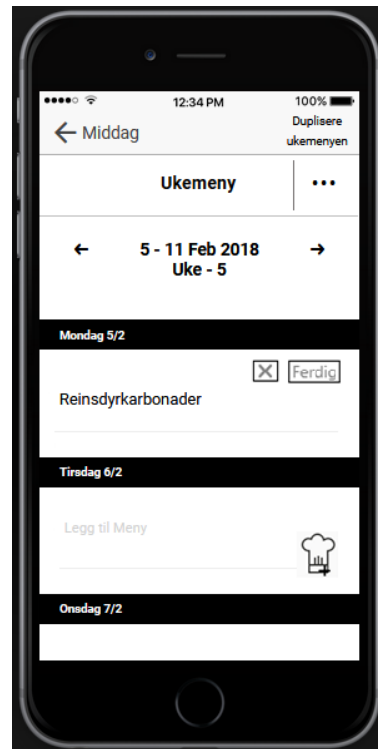 12:34 PM
100%
← Middag
Duplisere
ukemenyen
Ukemeny
•••
← 5 - 11 Feb 2018 →
Uke - 5
Mondag 5/2
Ferdig
Reinsdyrkarbonader
Tirsdag 6/2
Legg til Meny
Onsdag 7/2